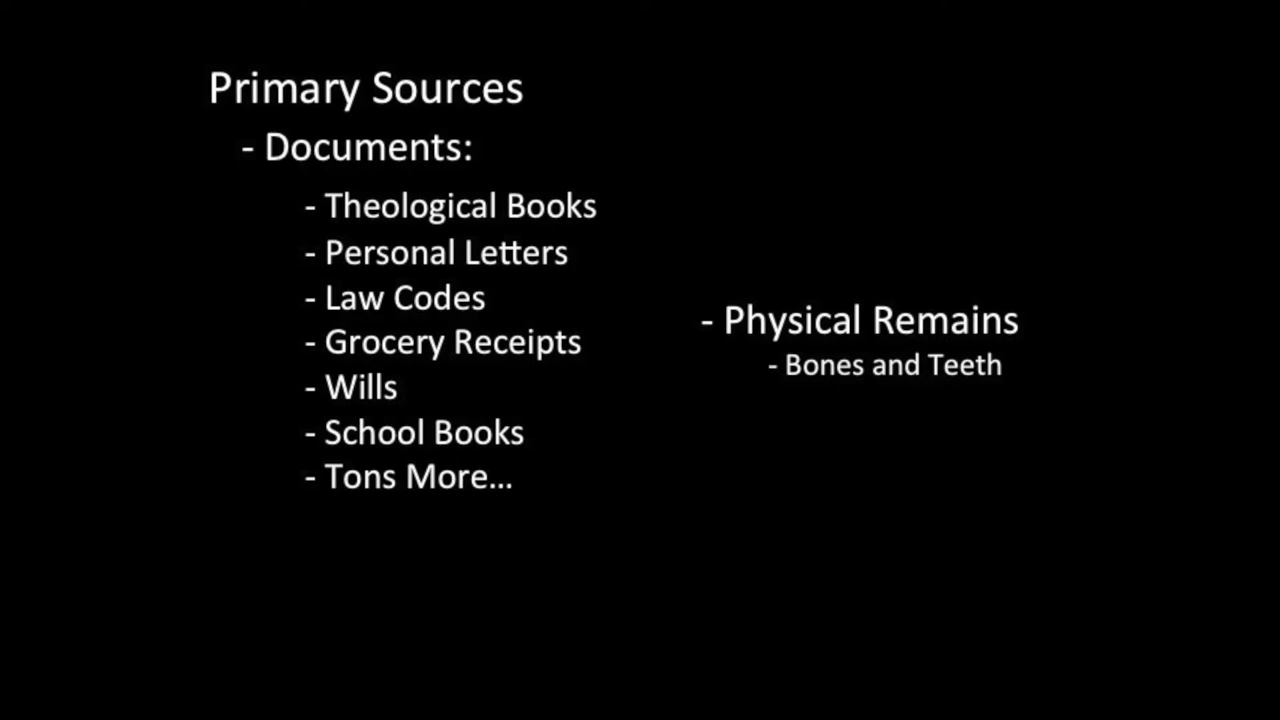 Primary Sources
- Documents:
- Theological Books
- Personal Letters
- Law Codes
- Grocery Receipts
- Wills
- School Books
- Tons More...
- Physical Remains
- Bones and Teeth